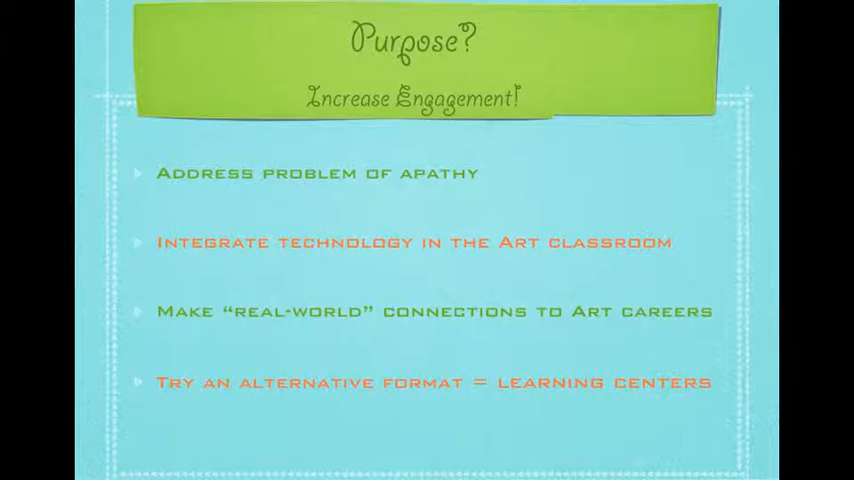 Purpose?
Increase Engagement!
Address problem of apathy
Integrate technology in the Art classroom
Make “real-world” connections to Art careers
Try an alternative format = learning centers